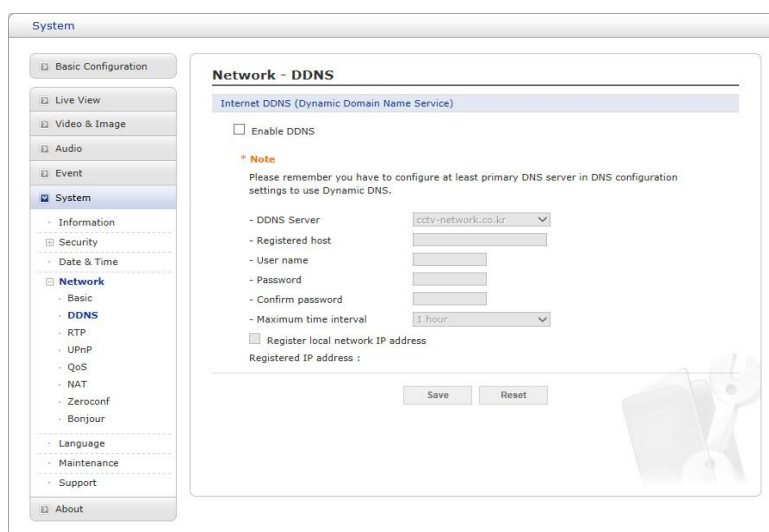 System
Basic Configuration
Live View
Video & Image
Audio
Event
System
· Information
Security
· Date & Time
Network
· Basic
· DDNS
· RTP
· UPnP
· QoS
· NAT
· Zeroconf
· Bonjour
· Language
· Maintenance
· Support
About
Network - DDNS
Internet DDNS (Dynamic Domain Name Service)
Enable DDNS
* Note
Please remember you have to configure at least primary DNS server in DNS configuration
settings to use Dynamic DNS.
- DDNS Server cctv-network.co.kr
- Registered host
- User name
- Password
- Confirm password
- Maximum time interval 1 hour
Register local network IP address
Registered IP address :
Save Reset